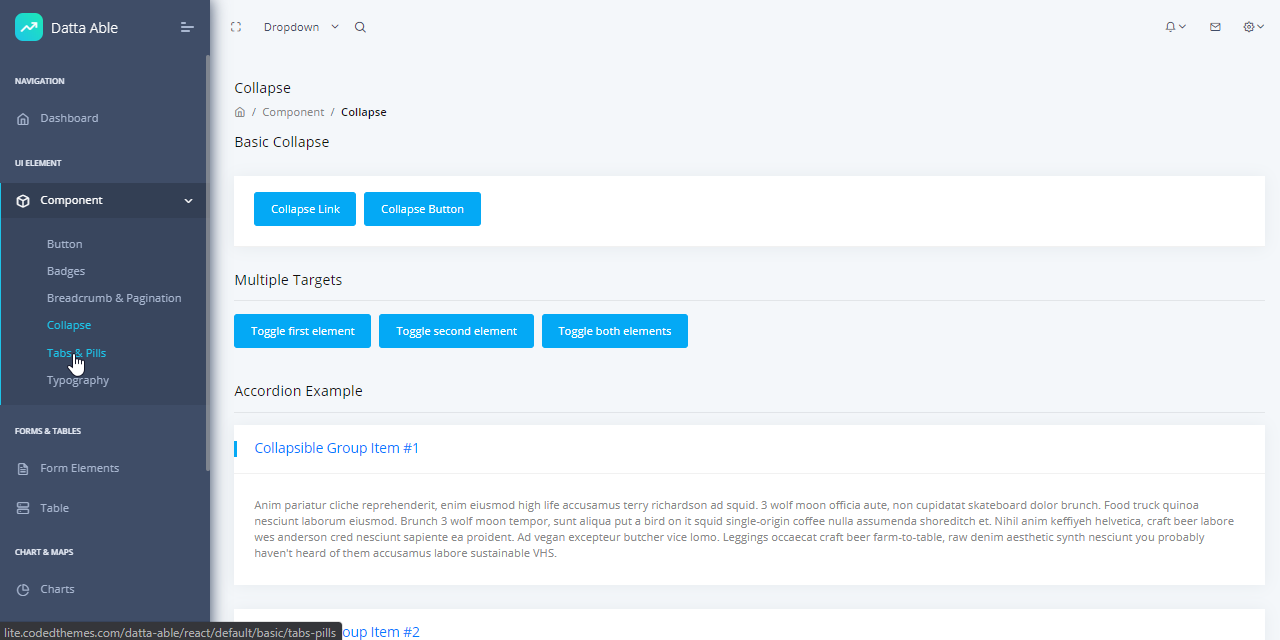 Datta Able
NAVIGATION
Dashboard
UI ELEMENT
Component
Button
Badges
Breadcrumb & Pagination
Collapse
Tabs & Pills
Typography
FORMS & TABLES
Form Elements
Table
CHART & MAPS
Charts
lite.codedthemes.com/datta-able/react/default/basic/tabs-pills
Dropdown
Collapse
/ Component / Collapse
Basic Collapse
Collapse Link Collapse Button
Multiple Targets
Toggle first element Toggle second element Toggle both elements
Accordion Example
Collapsible Group Item #1
Anim pariatur cliche reprehenderit, enim eiusmod high life accusamus terry richardson ad squid. 3 wolf moon officia aute, non cupidatat skateboard dolor brunch. Food truck quinoa
nesciunt laborum eiusmod. Brunch 3 wolf moon tempor, sunt aliqua put a bird on it squid single-origin coffee nulla assumenda shoreditch et. Nihil anim keffiyeh helvetica, craft beer labore
wes anderson cred nesciunt sapiente ea proident. Ad vegan excepteur butcher vice lomo. Leggings occaecat craft beer farm-to-table, raw denim aesthetic synth nesciunt you probably
haven't heard of them accusamus labore sustainable VHS.
oup Item #2